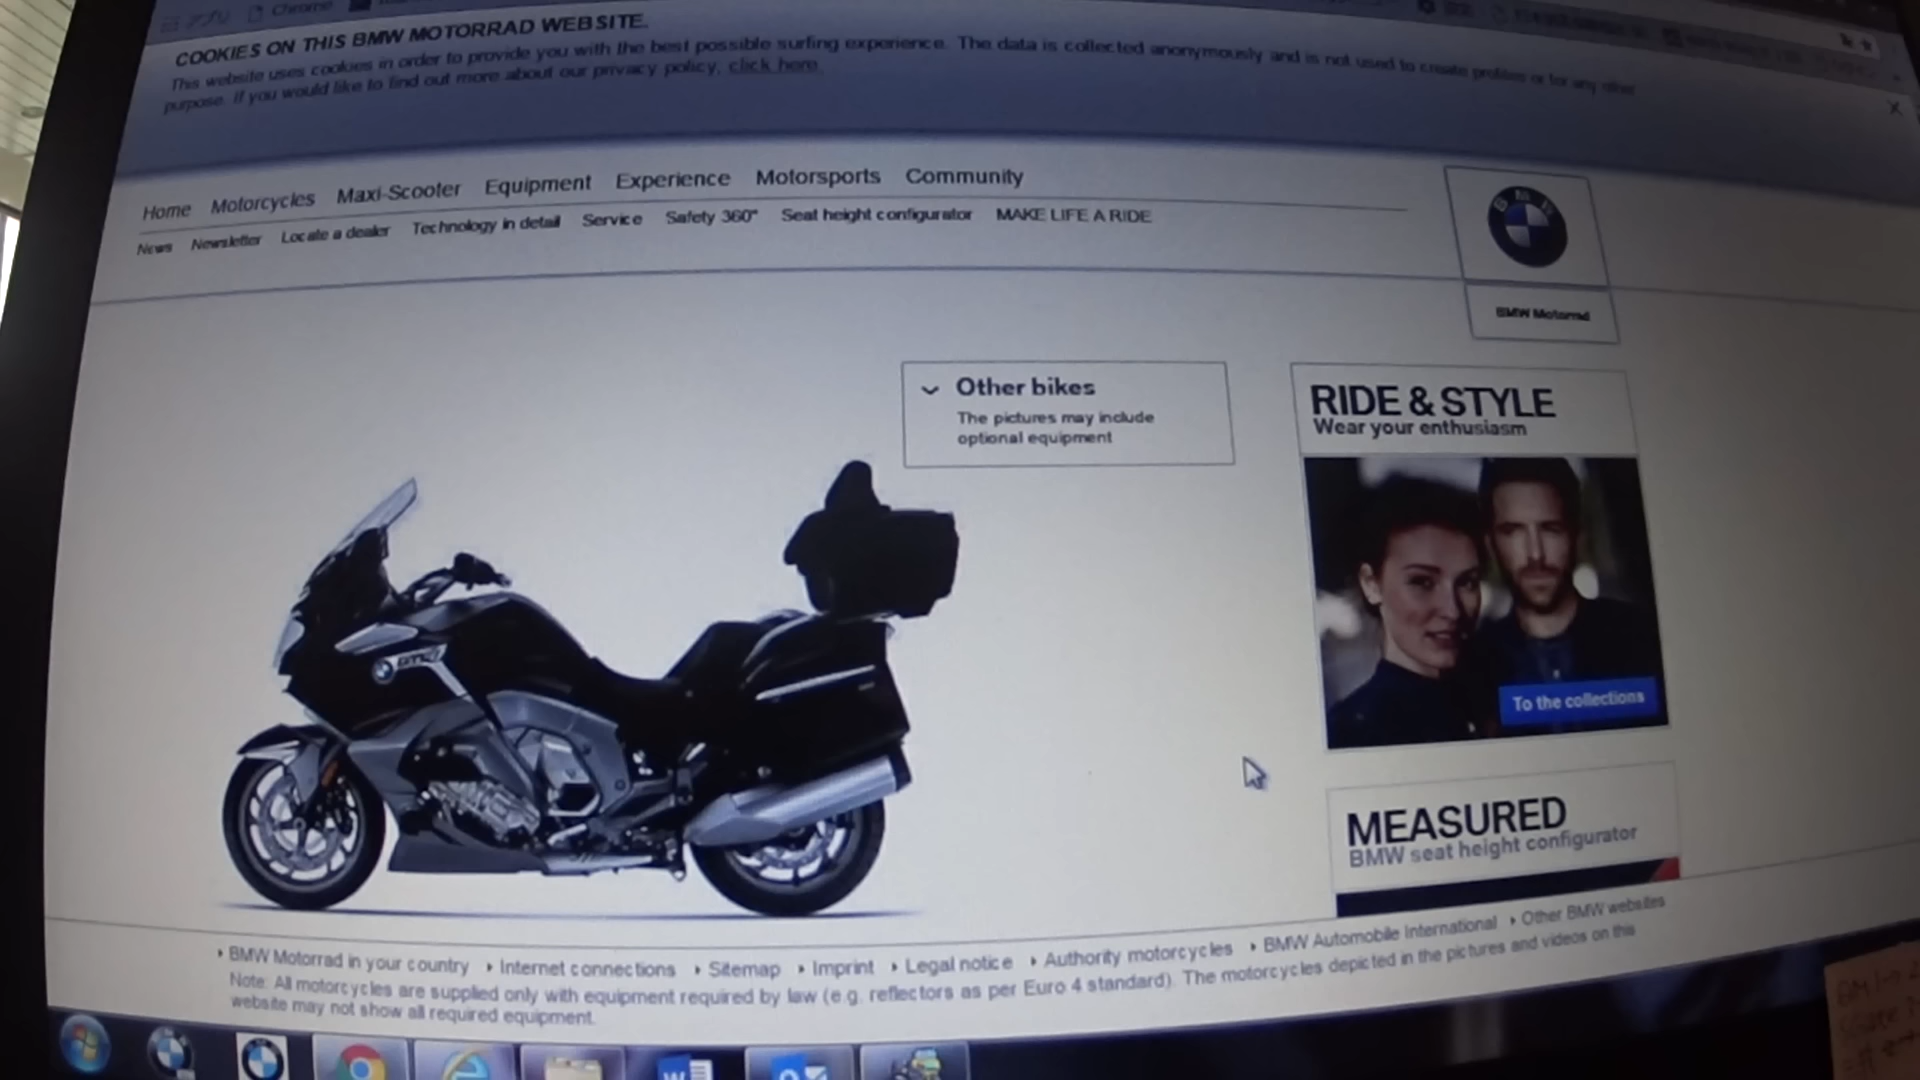 アプリ Chrome
COOKIES ON THIS BMW MOTORRAD WEBSITE.
This website uses cookies in order to provide you with the best possible surfing experience. The data is collected anonymously and is not used to create profiles or for any other
purpose. If you would like to find out more about our privacy policy, click here.
Home Motorcycles Maxi-Scooter Equipment Experience Motorsports Community
News Newsletter Locate a dealer Technology in detail Service Safety 360° Seat height configurator MAKE LIFE A RIDE
BMW
BMW Motorrad
Other bikes
The pictures may include
optional equipment
RIDE & STYLE
Wear your enthusiasm
To the collections
MEASURED
BMW seat height configurator
BMW Motorrad in your country Internet connections Sitemap Imprint Legal notice Authority motorcycles BMW Automobile International Other BMW websites
Note: All motorcycles are supplied only with equipment required by law (e.g. reflectors as per Euro 4 standard). The motorcycles depicted in the pictures and videos on this
website may not show all required equipment.